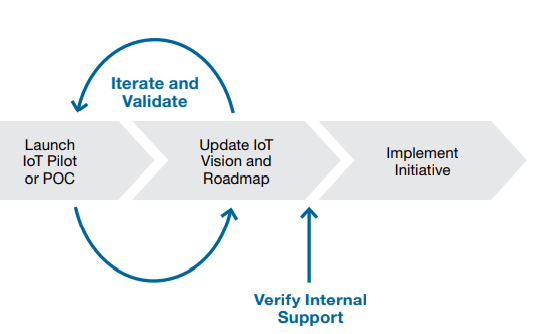 Iterate and
Validate
Launch
IoT Pilot
or POC
Update IoT
Vision and
Roadmap
Implement
Initiative
Verify Internal
Support